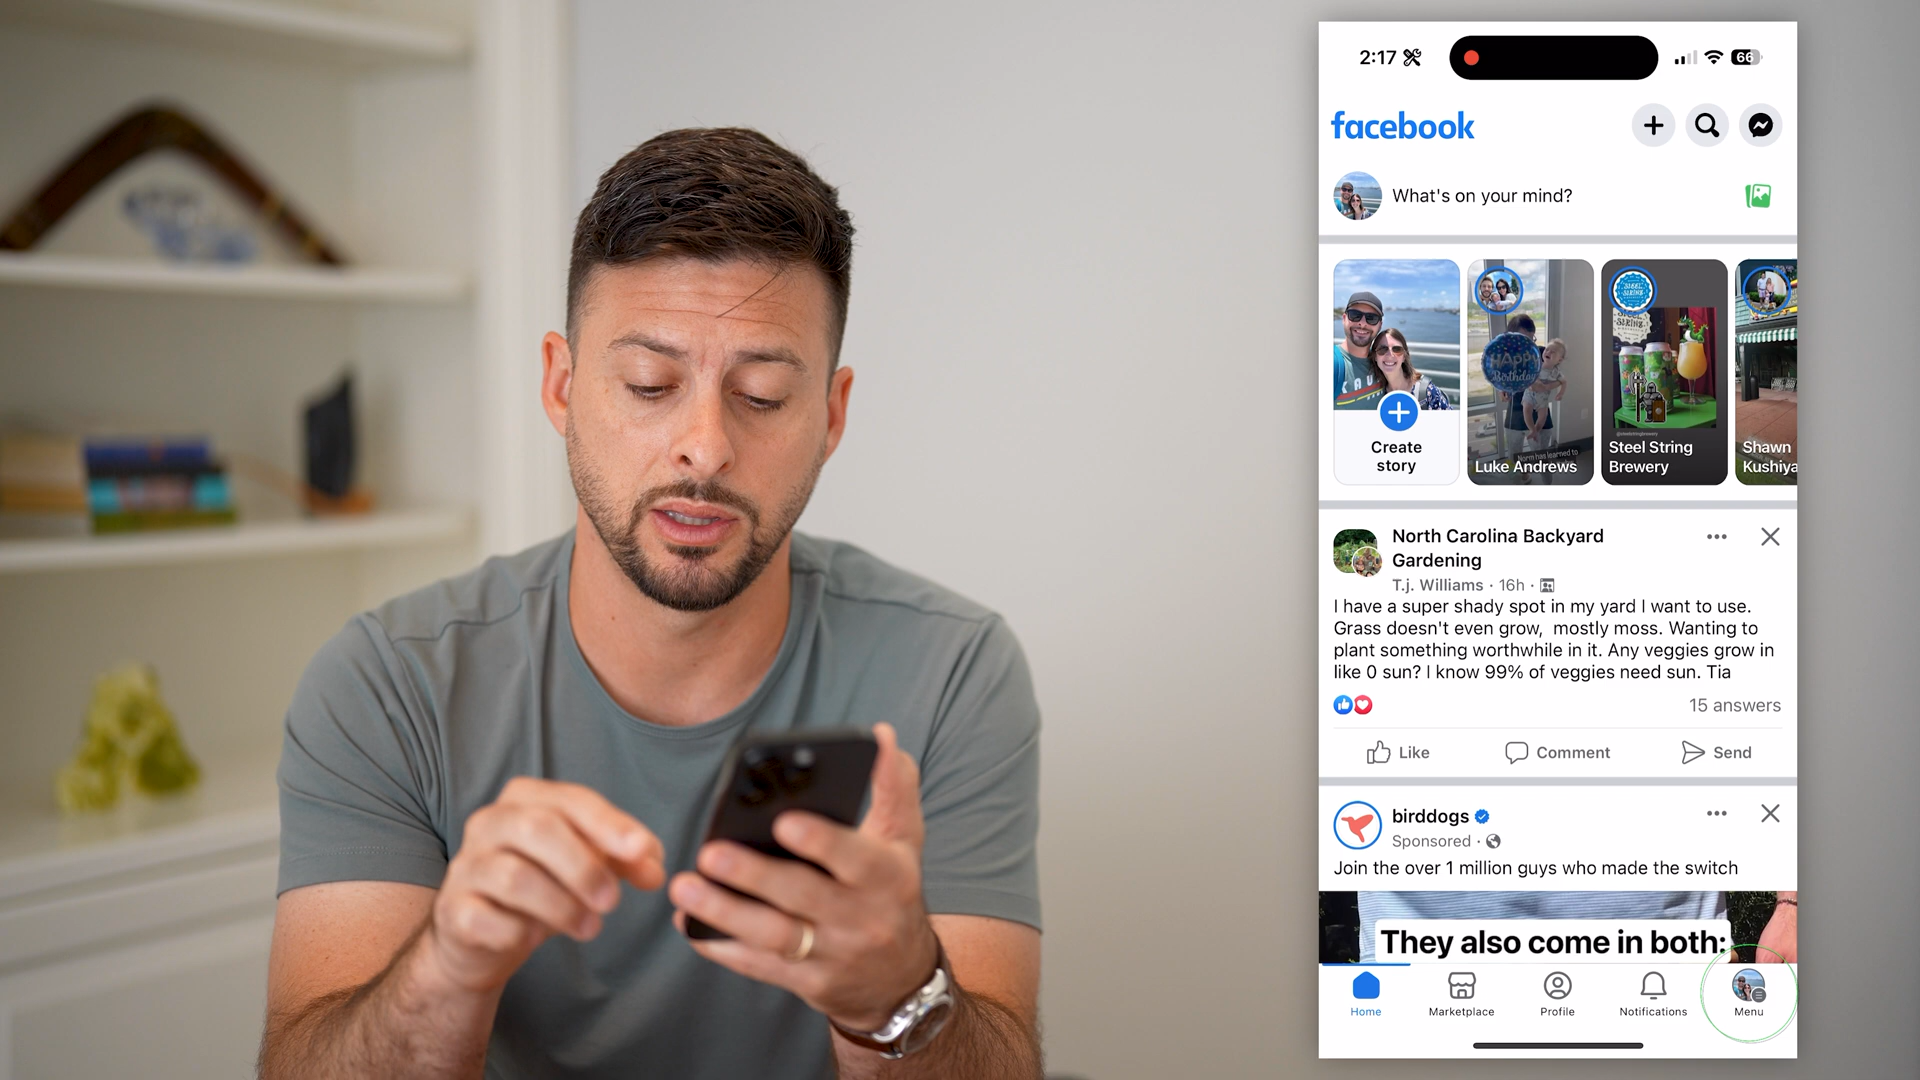 2:17
66
facebook
What's on your mind?
HAPPY
Birthday
STEEL
STRING
Create
story
Luke Andrews
Steel String
Brewery
Shawn
Kushiya
North Carolina Backyard
Gardening
T.j. Williams · 16h ·
I have a super shady spot in my yard I want to use.
Grass doesn't even grow,  mostly moss. Wanting to
plant something worthwhile in it. Any veggies grow in
like 0 sun? I know 99% of veggies need sun. Tia
15 answers
Like
Comment
Send
birddogs
Sponsored ·
Join the over 1 million guys who made the switch
They also come in both:
Home
Marketplace
Profile
Notifications
Menu